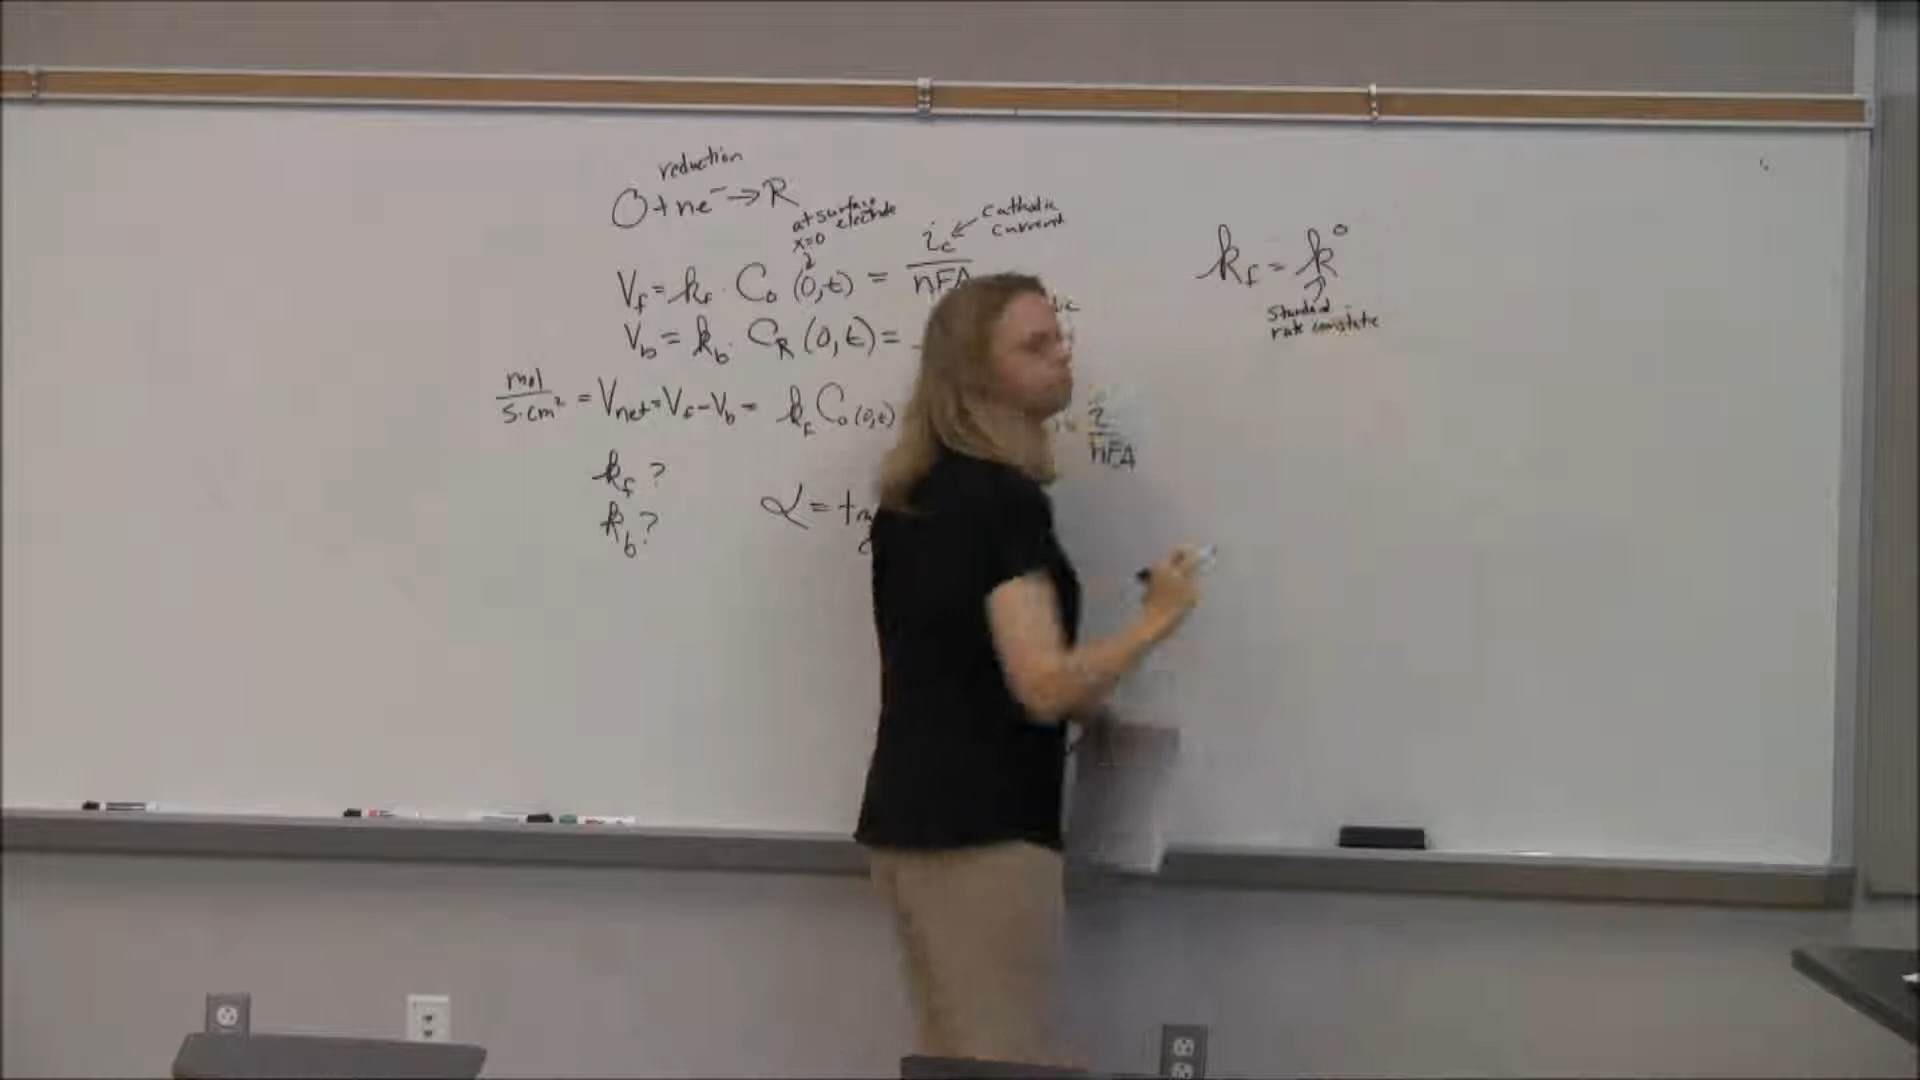 reduction
O + ne⁻ → R
at surface
electrode
x=0
V_f = k_f · C_o (0,t) = i_c / nFA
Cathodic
Current
V_b = k_b · C_R (0,t) =
mol / s·cm² = V_net = V_f − V_b = k_f C_o (0,t)
i / nFA
k_f ?
k_b ?
α =
k_f = k°
Standard
rate